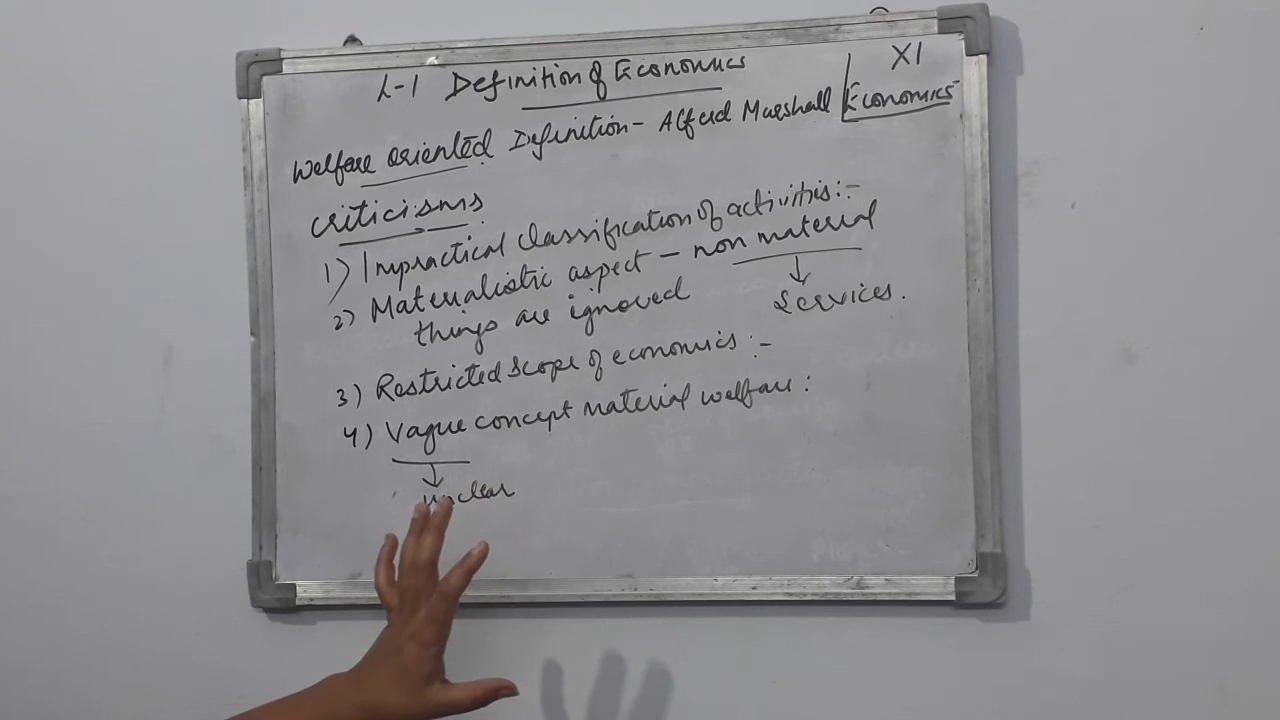 L-1 Definition of Economics
XI
Economics
Welfare oriented Definition - Alfred Marshall
Criticisms
1) Impractical classification of activities :-
2) Materialistic aspect - non material
things are ignored
Services.
3) Restricted Scope of economics :-
4) Vague concept material welfare :
unclear